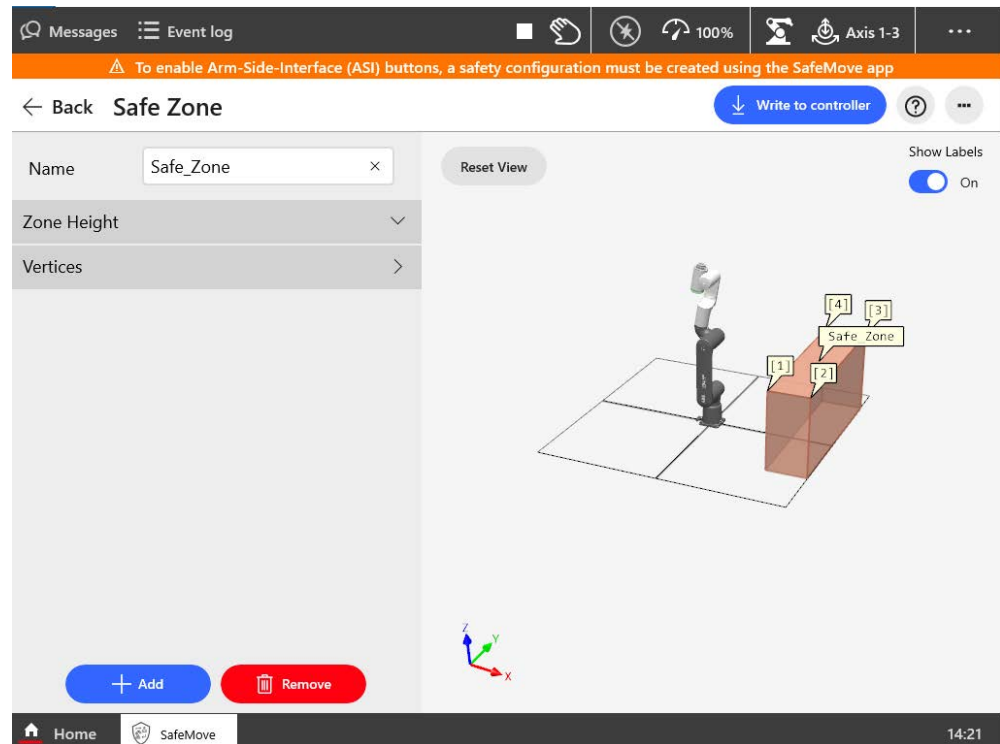 Messages Event log 100% Axis 1-3 ...
To enable Arm-Side-Interface (ASI) buttons, a safety configuration must be created using the SafeMove app
Back Safe Zone Write to controller ? ...
Name Safe_Zone × Reset View Show Labels
On
Zone Height
Vertices
[4] [3]
Safe Zone
[1] [2]
Z
Y
X
+ Add Remove
Home SafeMove 14:21